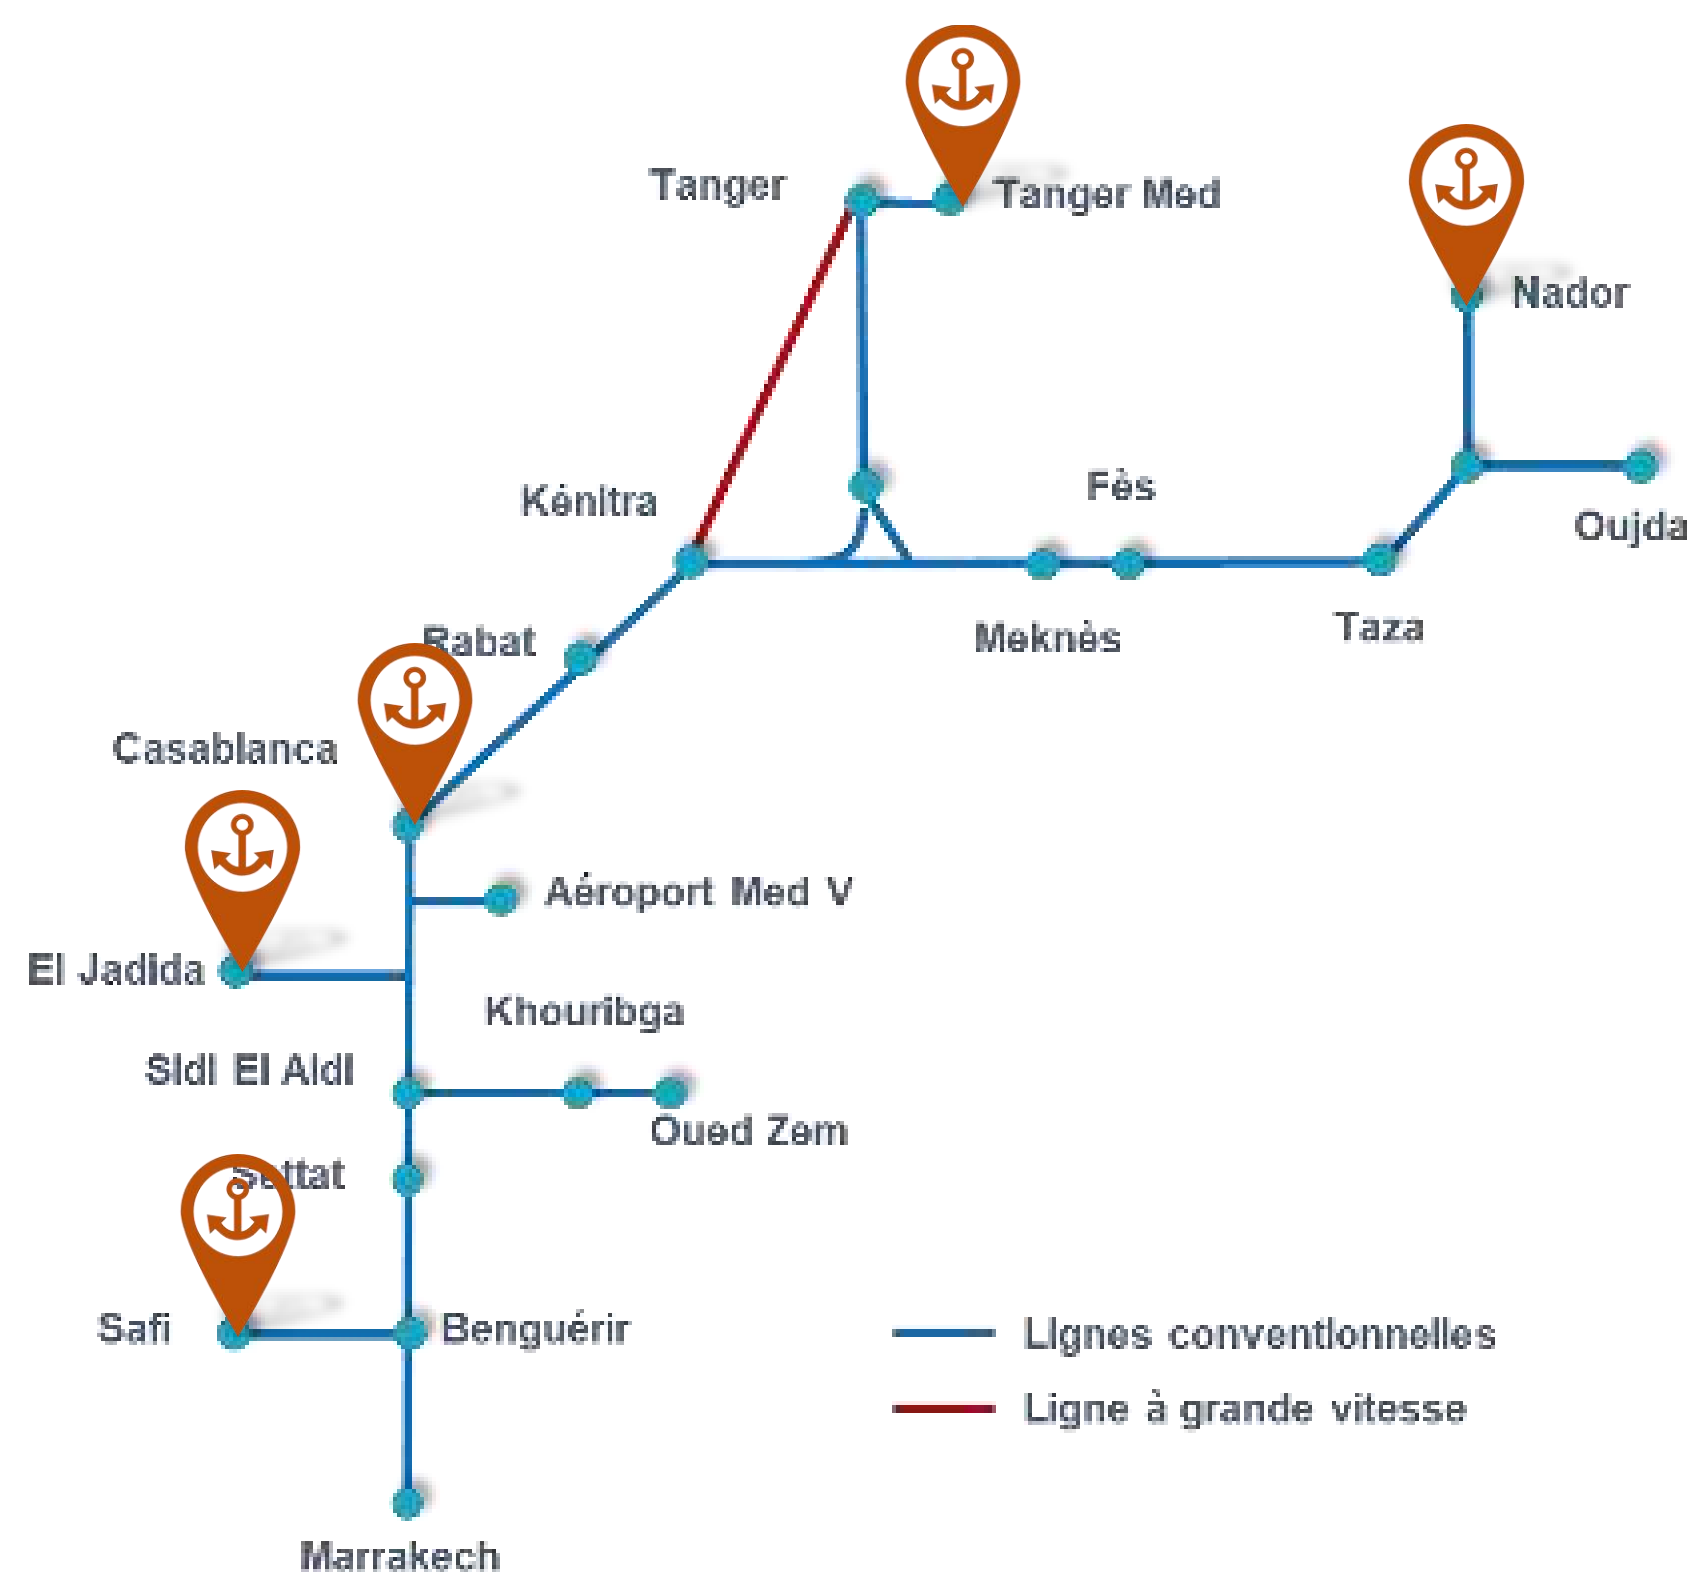 Tanger
Tanger Med
Nador
Fès
Kénitra
Oujda
Rabat
Meknès
Taza
Casablanca
Aéroport Med V
El Jadida
Khouribga
Sidi El Aidi
Oued Zem
Settat
Safi
Benguérir
Lignes conventionnelles
Ligne à grande vitesse
Marrakech